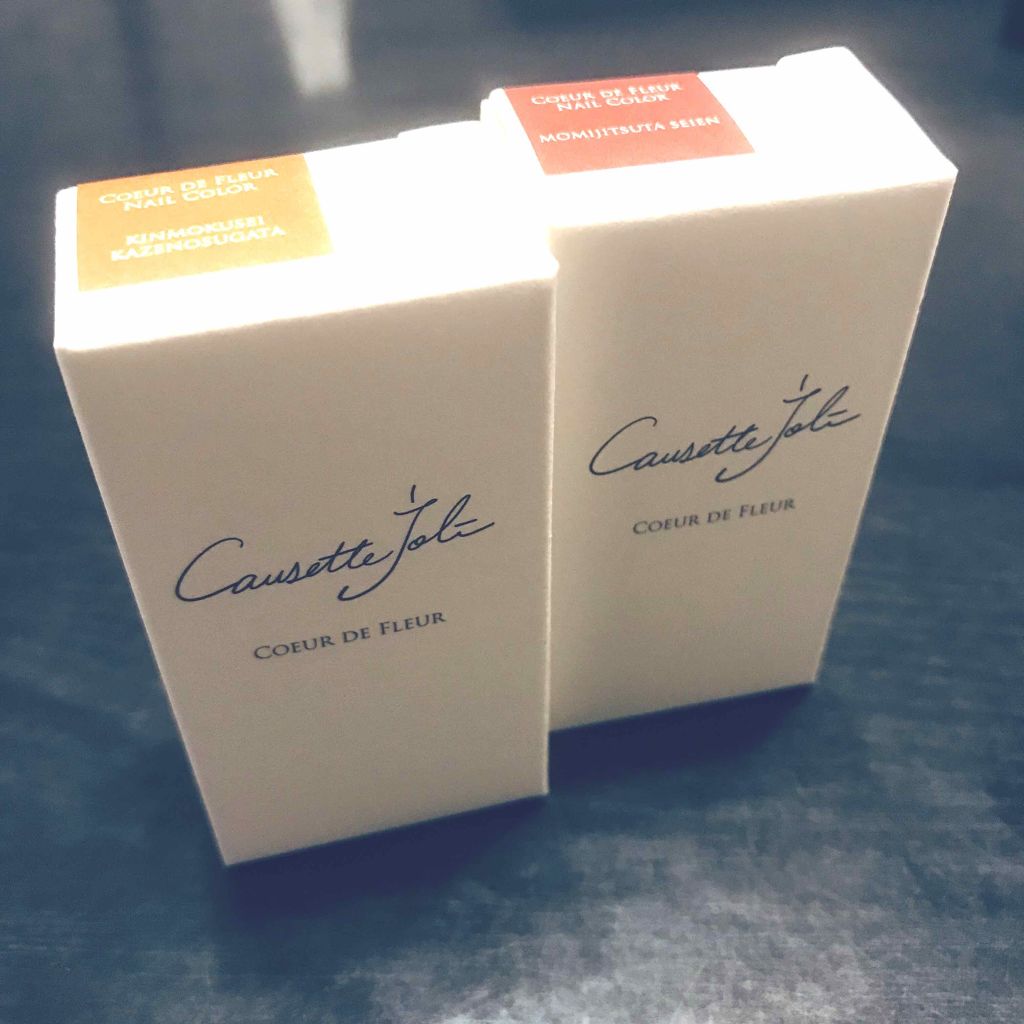 COEUR DE FLEUR
NAIL COLOR
KINMOKUSEI
KAZENOSUGATA
Causette Joli
COEUR DE FLEUR
COEUR DE FLEUR
NAIL COLOR
MOMIJITSUTA SEIEN
Causette Joli
COEUR DE FLEUR